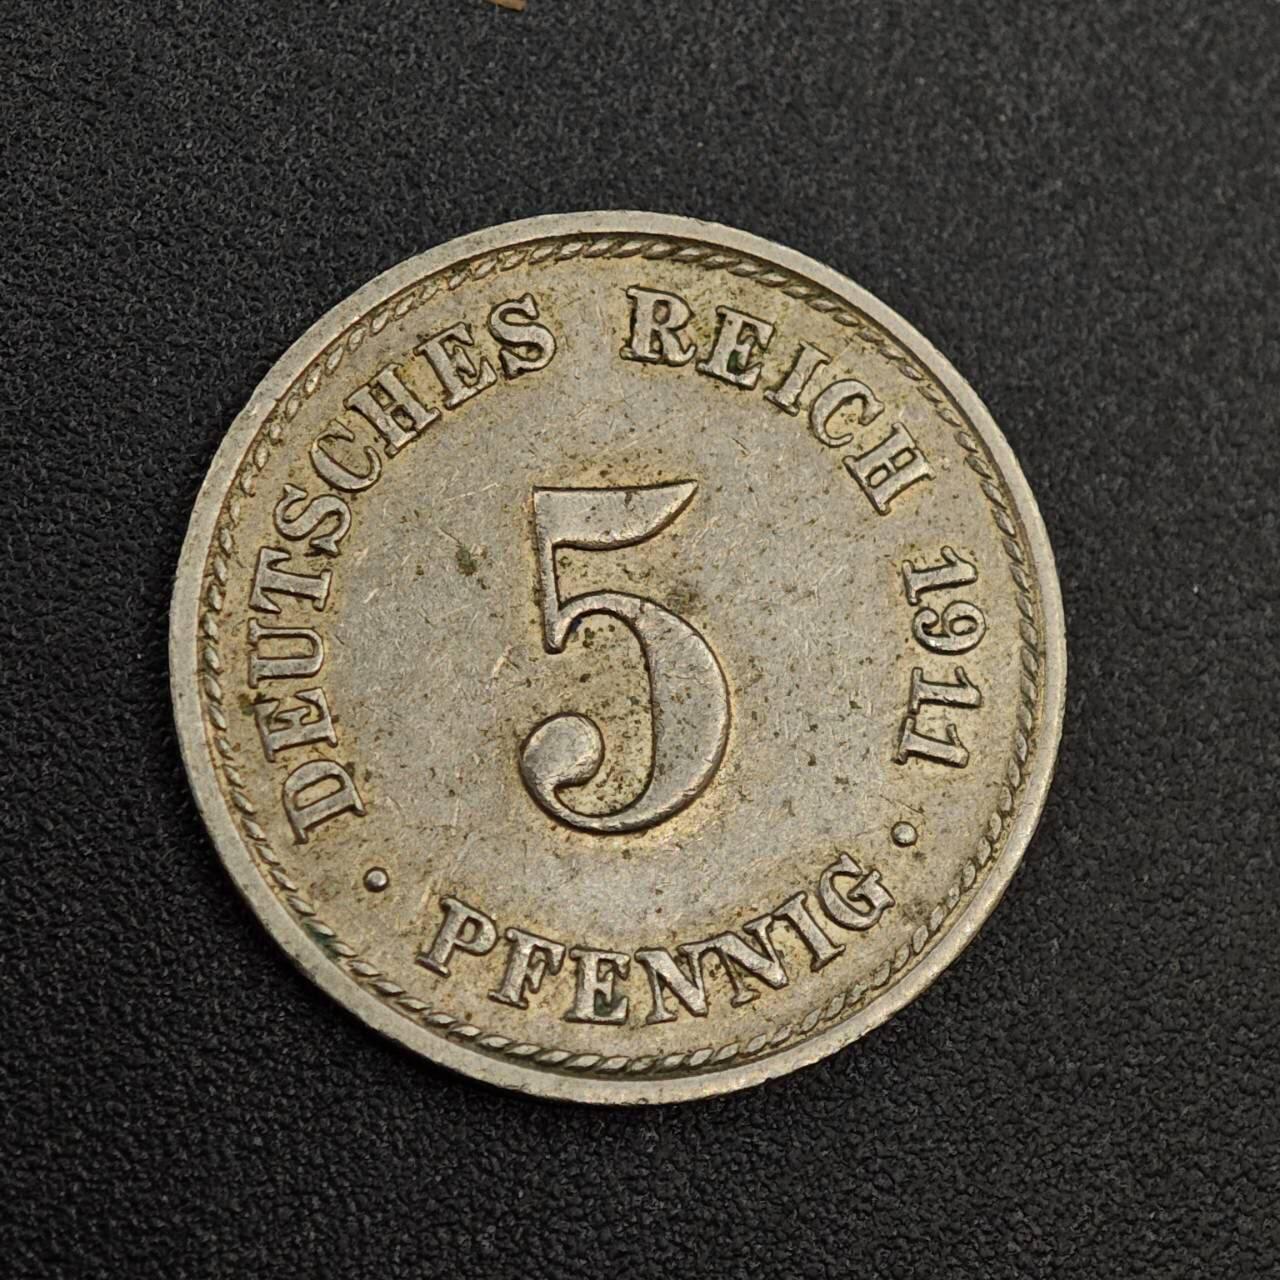 DEUTSCHES REICH 1911
5
· PFENNIG ·